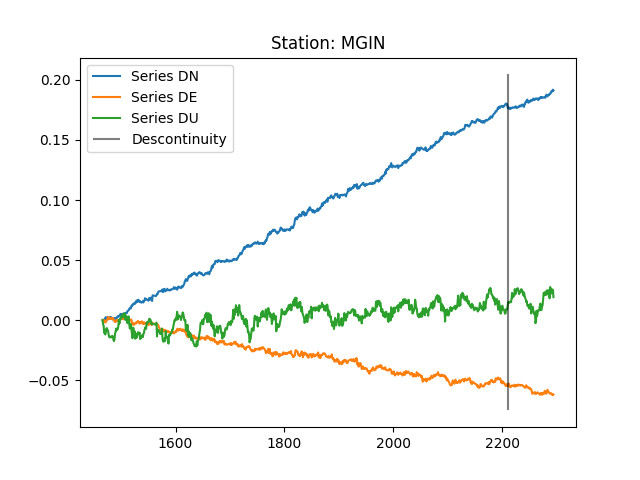 Station: MGIN
Series DN
Series DE
Series DU
Descontinuity
0.20
0.15
0.10
0.05
0.00
−0.05
1600 1800 2000 2200